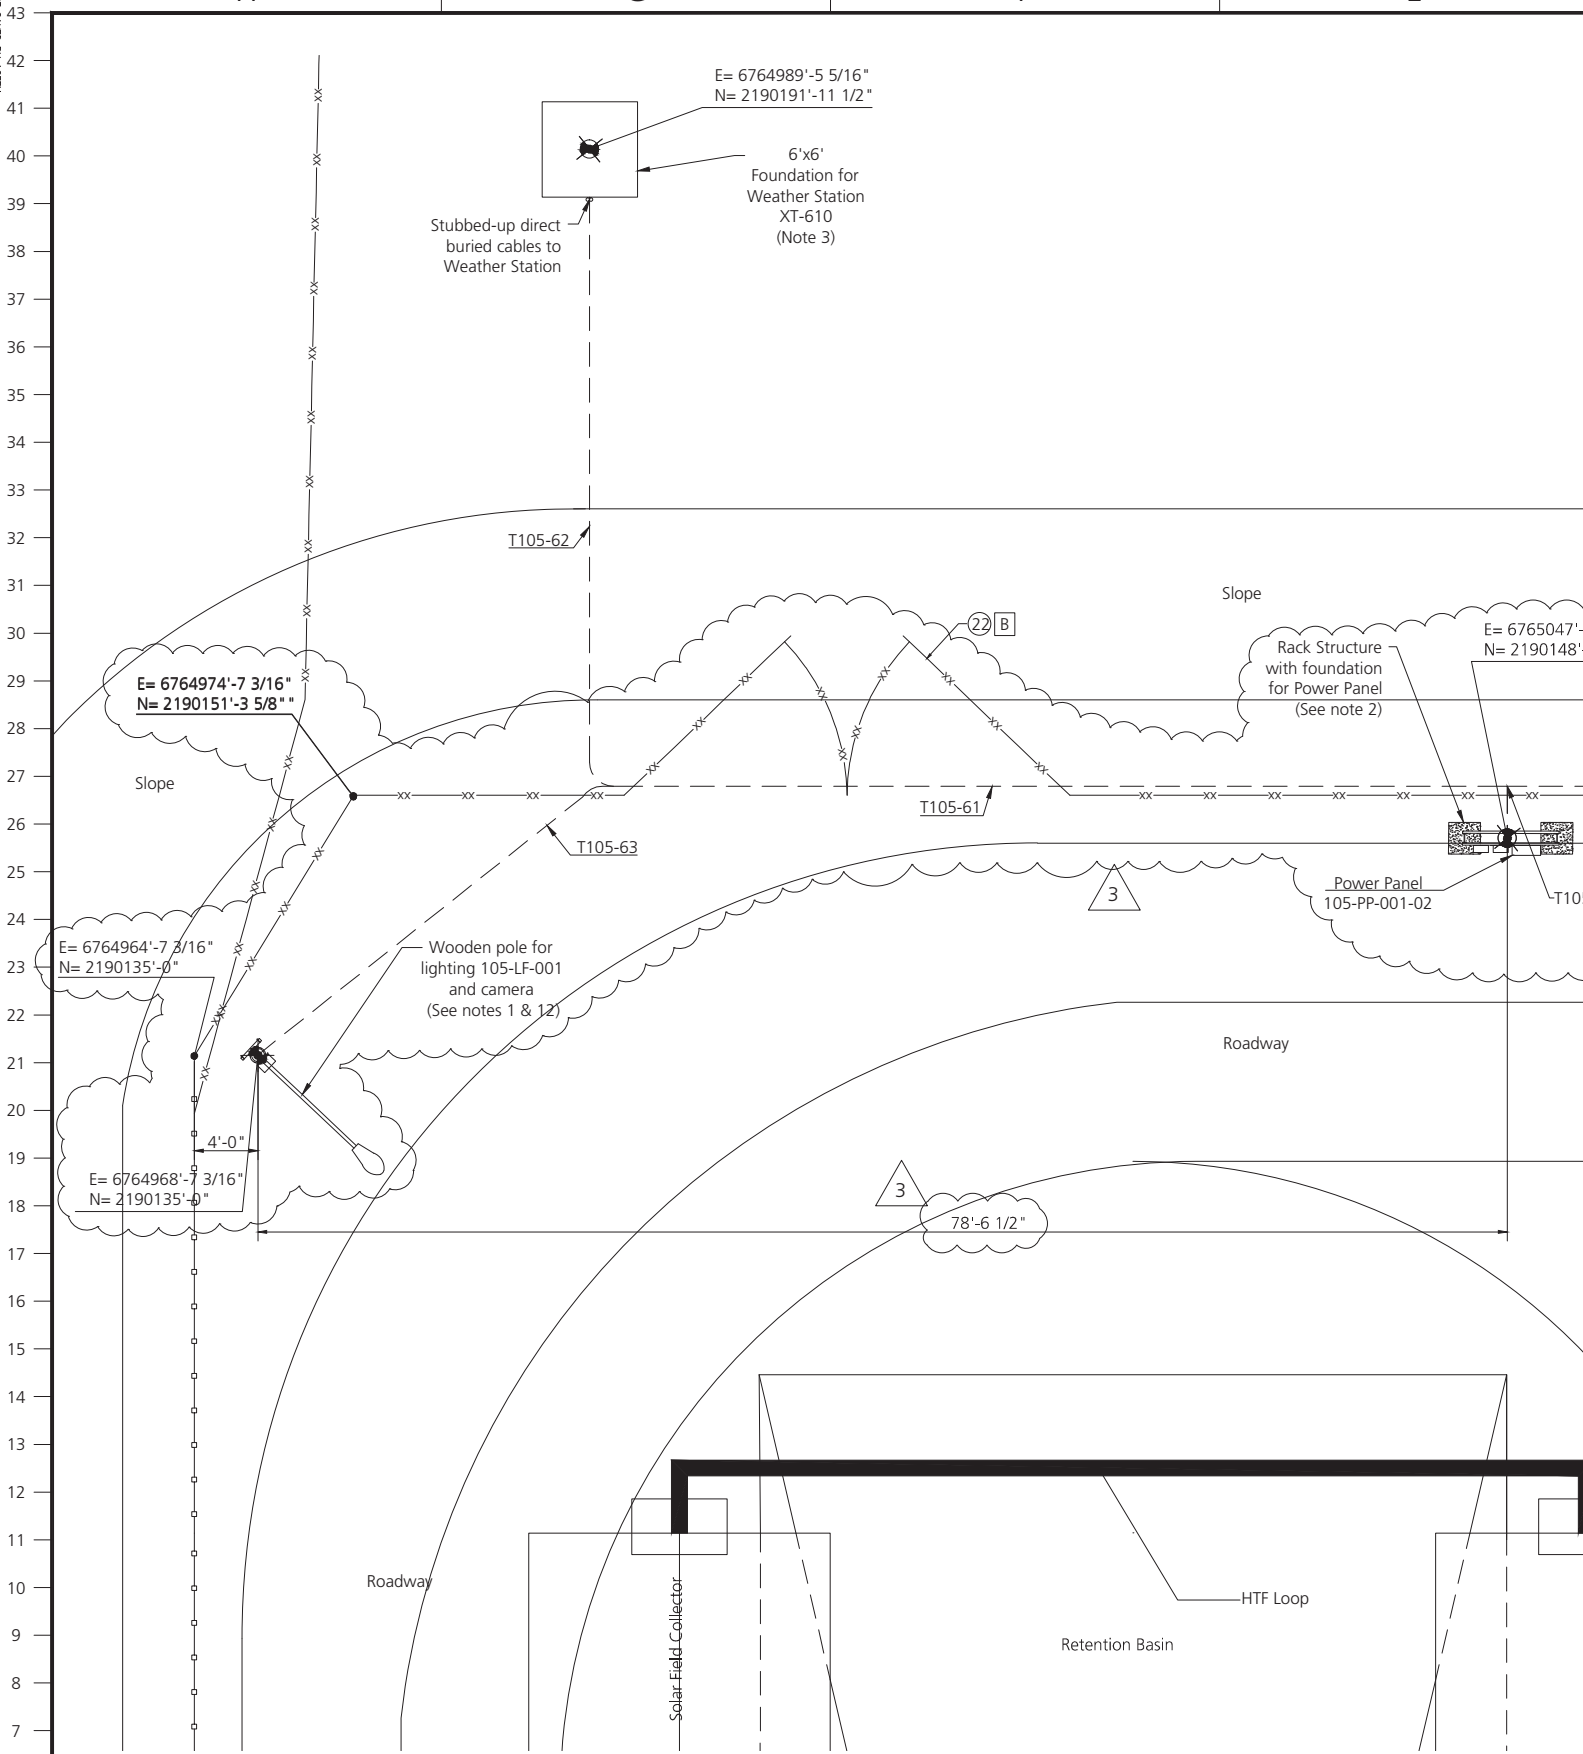 43
42
41
40
39
38
37
36
35
34
33
32
31
30
29
28
27
26
25
24
23
22
21
20
19
18
17
16
15
14
13
12
11
10
9
8
7
E= 6764989'-5 5/16"
N= 2190191'-11 1/2"
6'x6'
Foundation for
Weather Station
XT-610
(Note 3)
Stubbed-up direct
buried cables to
Weather Station
T105-62
Slope
22 B
E= 6765047'-
N= 2190148'-
Rack Structure
with foundation
for Power Panel
(See note 2)
E= 6764974'-7 3/16"
N= 2190151'-3 5/8" "
Slope
T105-61
T105-63
3
Power Panel
105-PP-001-02
T105
E= 6764964'-7 3/16"
N= 2190135'-0"
Wooden pole for
lighting 105-LF-001
and camera
(See notes 1 & 12)
Roadway
4'-0"
E= 6764968'-7 3/16"
N= 2190135'-0"
3
78'-6 1/2"
Roadway
Solar Field Collector
HTF Loop
Retention Basin